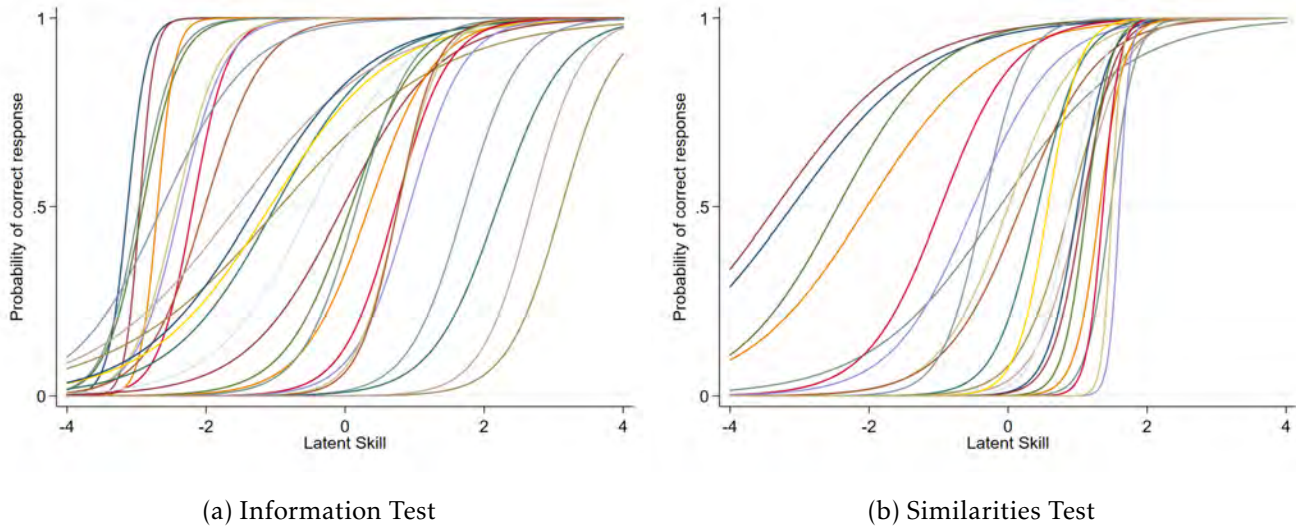 Probability of correct response
1
.5
0
-4
-2
0
2
4
Latent Skill
(a) Information Test
Probability of correct response
1
.5
0
-4
-2
0
2
4
Latent Skill
(b) Similarities Test